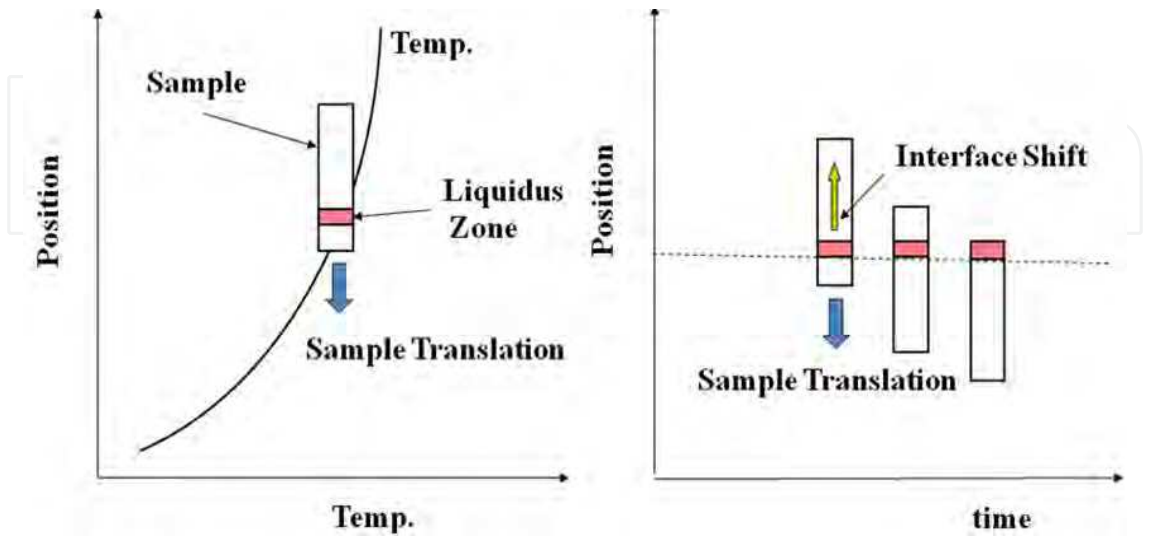 Temp.
Sample
Liquidus
Zone
Position
Sample Translation
Temp.
Interface Shift
Position
Sample Translation
time